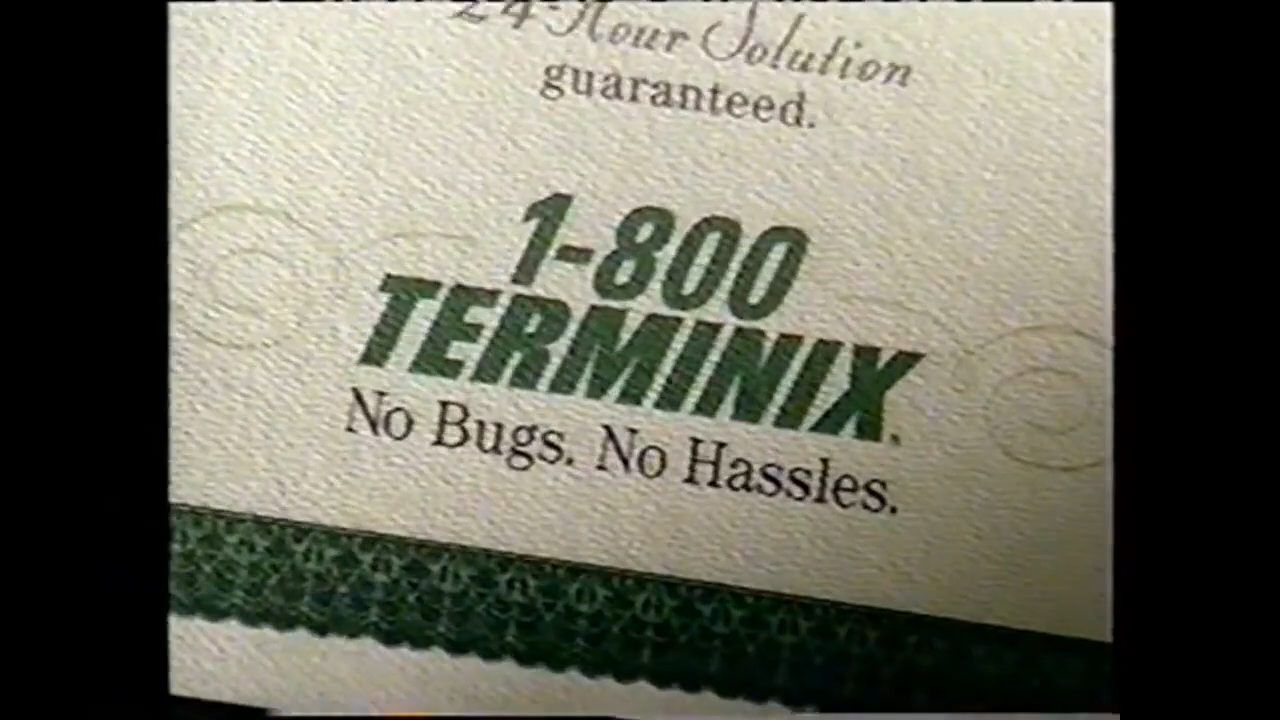 24-Hour Solution
guaranteed.
1-800
TERMINIX.
No Bugs. No Hassles.